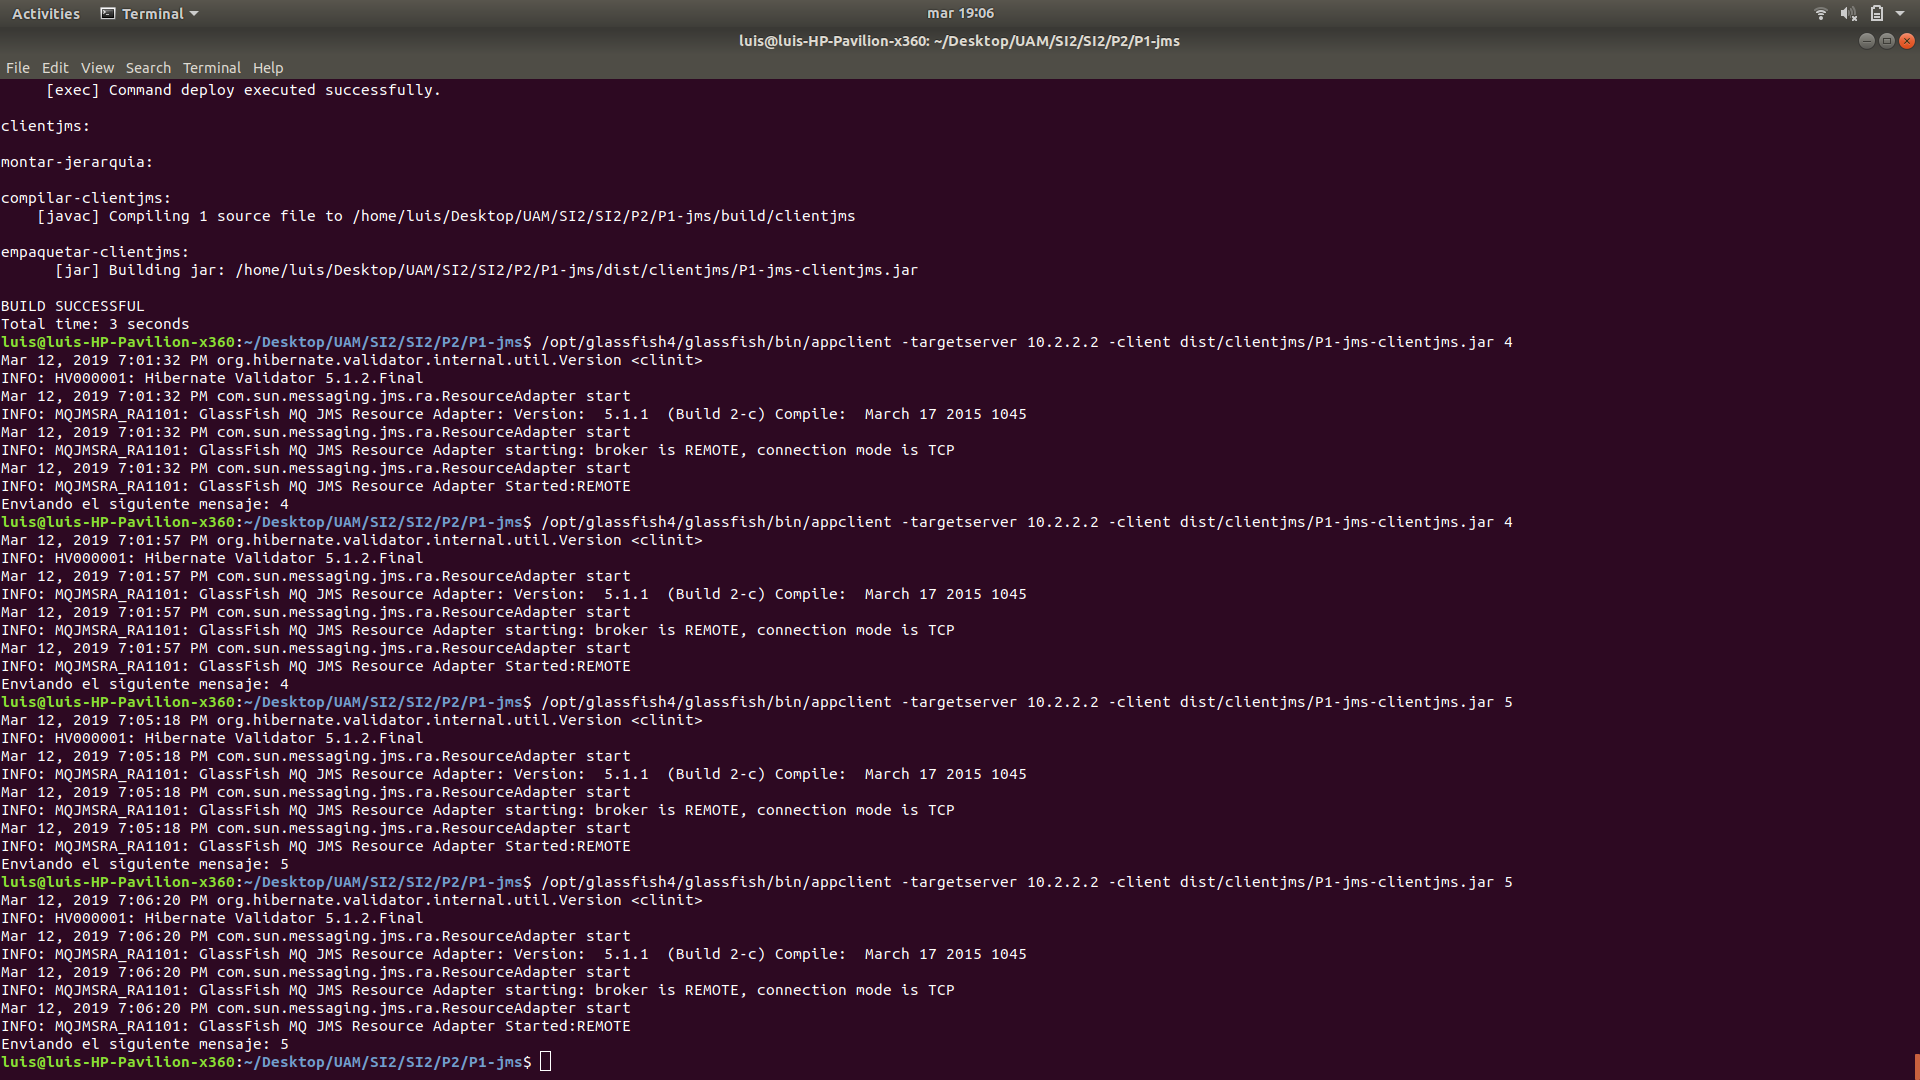 Activities Terminal mar 19:06
luis@luis-HP-Pavilion-x360: ~/Desktop/UAM/SI2/SI2/P2/P1-jms
File Edit View Search Terminal Help
[exec] Command deploy executed successfully.
clientjms:
montar-jerarquia:
compilar-clientjms:
[javac] Compiling 1 source file to /home/luis/Desktop/UAM/SI2/SI2/P2/P1-jms/build/clientjms
empaquetar-clientjms:
[jar] Building jar: /home/luis/Desktop/UAM/SI2/SI2/P2/P1-jms/dist/clientjms/P1-jms-clientjms.jar
BUILD SUCCESSFUL
Total time: 3 seconds
luis@luis-HP-Pavilion-x360:~/Desktop/UAM/SI2/SI2/P2/P1-jms$ /opt/glassfish4/glassfish/bin/appclient -targetserver 10.2.2.2 -client dist/clientjms/P1-jms-clientjms.jar 4
Mar 12, 2019 7:01:32 PM org.hibernate.validator.internal.util.Version <clinit>
INFO: HV000001: Hibernate Validator 5.1.2.Final
Mar 12, 2019 7:01:32 PM com.sun.messaging.jms.ra.ResourceAdapter start
INFO: MQJMSRA_RA1101: GlassFish MQ JMS Resource Adapter: Version:  5.1.1  (Build 2-c) Compile:  March 17 2015 1045
Mar 12, 2019 7:01:32 PM com.sun.messaging.jms.ra.ResourceAdapter start
INFO: MQJMSRA_RA1101: GlassFish MQ JMS Resource Adapter starting: broker is REMOTE, connection mode is TCP
Mar 12, 2019 7:01:32 PM com.sun.messaging.jms.ra.ResourceAdapter start
INFO: MQJMSRA_RA1101: GlassFish MQ JMS Resource Adapter Started:REMOTE
Enviando el siguiente mensaje: 4
luis@luis-HP-Pavilion-x360:~/Desktop/UAM/SI2/SI2/P2/P1-jms$ /opt/glassfish4/glassfish/bin/appclient -targetserver 10.2.2.2 -client dist/clientjms/P1-jms-clientjms.jar 4
Mar 12, 2019 7:01:57 PM org.hibernate.validator.internal.util.Version <clinit>
INFO: HV000001: Hibernate Validator 5.1.2.Final
Mar 12, 2019 7:01:57 PM com.sun.messaging.jms.ra.ResourceAdapter start
INFO: MQJMSRA_RA1101: GlassFish MQ JMS Resource Adapter: Version:  5.1.1  (Build 2-c) Compile:  March 17 2015 1045
Mar 12, 2019 7:01:57 PM com.sun.messaging.jms.ra.ResourceAdapter start
INFO: MQJMSRA_RA1101: GlassFish MQ JMS Resource Adapter starting: broker is REMOTE, connection mode is TCP
Mar 12, 2019 7:01:57 PM com.sun.messaging.jms.ra.ResourceAdapter start
INFO: MQJMSRA_RA1101: GlassFish MQ JMS Resource Adapter Started:REMOTE
Enviando el siguiente mensaje: 4
luis@luis-HP-Pavilion-x360:~/Desktop/UAM/SI2/SI2/P2/P1-jms$ /opt/glassfish4/glassfish/bin/appclient -targetserver 10.2.2.2 -client dist/clientjms/P1-jms-clientjms.jar 5
Mar 12, 2019 7:05:18 PM org.hibernate.validator.internal.util.Version <clinit>
INFO: HV000001: Hibernate Validator 5.1.2.Final
Mar 12, 2019 7:05:18 PM com.sun.messaging.jms.ra.ResourceAdapter start
INFO: MQJMSRA_RA1101: GlassFish MQ JMS Resource Adapter: Version:  5.1.1  (Build 2-c) Compile:  March 17 2015 1045
Mar 12, 2019 7:05:18 PM com.sun.messaging.jms.ra.ResourceAdapter start
INFO: MQJMSRA_RA1101: GlassFish MQ JMS Resource Adapter starting: broker is REMOTE, connection mode is TCP
Mar 12, 2019 7:05:18 PM com.sun.messaging.jms.ra.ResourceAdapter start
INFO: MQJMSRA_RA1101: GlassFish MQ JMS Resource Adapter Started:REMOTE
Enviando el siguiente mensaje: 5
luis@luis-HP-Pavilion-x360:~/Desktop/UAM/SI2/SI2/P2/P1-jms$ /opt/glassfish4/glassfish/bin/appclient -targetserver 10.2.2.2 -client dist/clientjms/P1-jms-clientjms.jar 5
Mar 12, 2019 7:06:20 PM org.hibernate.validator.internal.util.Version <clinit>
INFO: HV000001: Hibernate Validator 5.1.2.Final
Mar 12, 2019 7:06:20 PM com.sun.messaging.jms.ra.ResourceAdapter start
INFO: MQJMSRA_RA1101: GlassFish MQ JMS Resource Adapter: Version:  5.1.1  (Build 2-c) Compile:  March 17 2015 1045
Mar 12, 2019 7:06:20 PM com.sun.messaging.jms.ra.ResourceAdapter start
INFO: MQJMSRA_RA1101: GlassFish MQ JMS Resource Adapter starting: broker is REMOTE, connection mode is TCP
Mar 12, 2019 7:06:20 PM com.sun.messaging.jms.ra.ResourceAdapter start
INFO: MQJMSRA_RA1101: GlassFish MQ JMS Resource Adapter Started:REMOTE
Enviando el siguiente mensaje: 5
luis@luis-HP-Pavilion-x360:~/Desktop/UAM/SI2/SI2/P2/P1-jms$